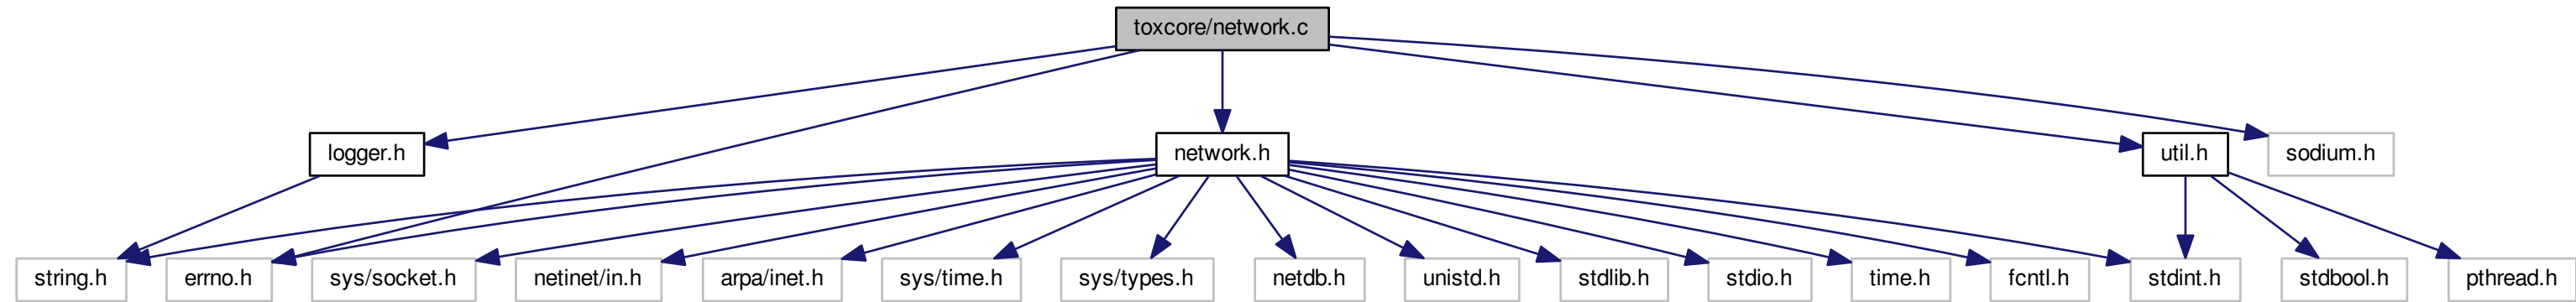 toxcore/network.c
logger.h
network.h
util.h
sodium.h
string.h
errno.h
sys/socket.h
netinet/in.h
arpa/inet.h
sys/time.h
sys/types.h
netdb.h
unistd.h
stdlib.h
stdio.h
time.h
fcntl.h
stdint.h
stdbool.h
pthread.h